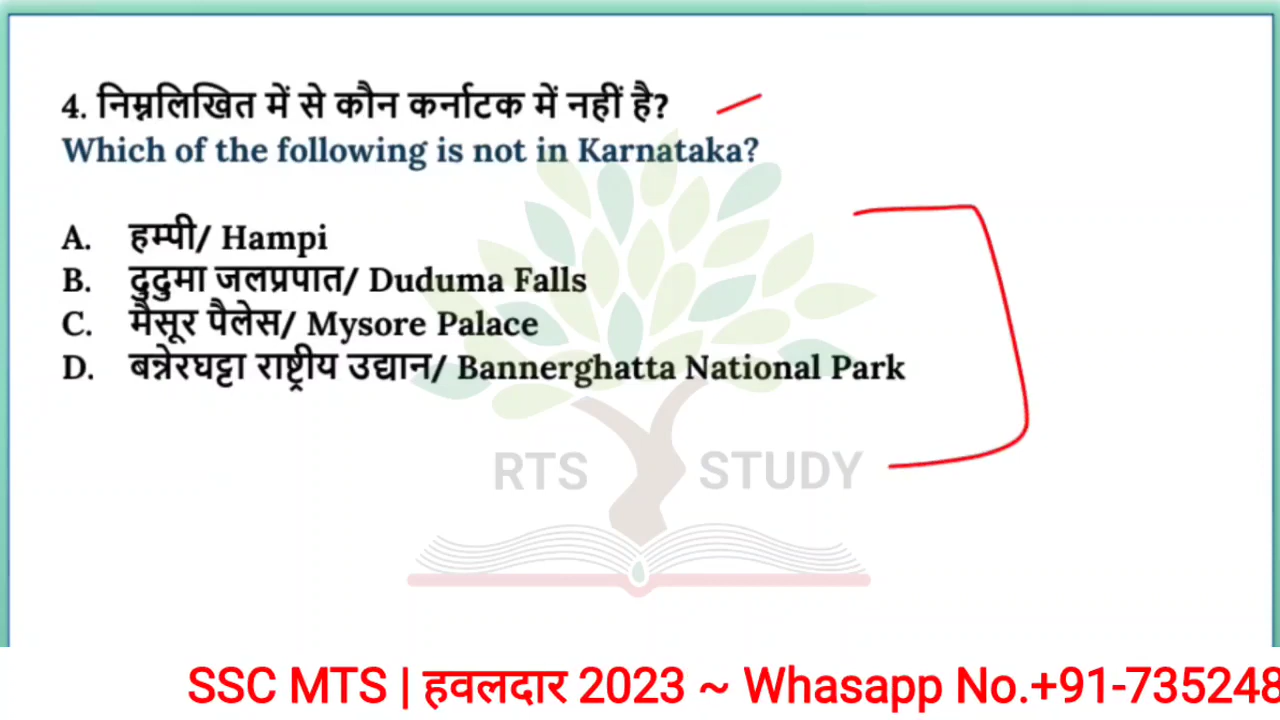 4. निम्नलिखित में से कौन कर्नाटक में नहीं है?
Which of the following is not in Karnataka?
A. हम्पी/ Hampi
B. दुदुमा जलप्रपात/ Duduma Falls
C. मैसूर पैलेस/ Mysore Palace
D. बन्नेरघट्टा राष्ट्रीय उद्यान/ Bannerghatta National Park
RTS STUDY
SSC MTS | हवलदार 2023 ~ Whasapp No.+91-735248